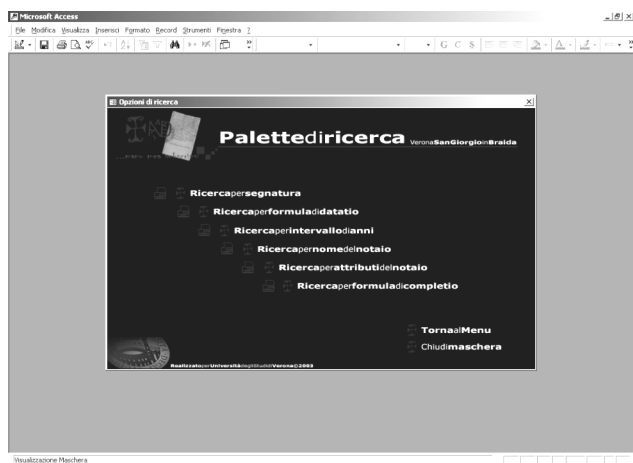 Microsoft Access
File Modifica Visualizza Inserisci Formato Record Strumenti Finestra ?
G C S
Opzioni di ricerca
Palettediricerca VeronaSanGiorgioinBraida
Ricercapersegnatura
Ricercaperformuladidatatio
Ricercaperintervallodianni
Ricercapernomedelnotaio
Ricercaperattributidelnotaio
Ricercaperformuladicompletio
TornaalMenu
Chiudimaschera
RealizzatoperUniversitàdegliStudidiVerona©2003
Visualizzazione Maschera